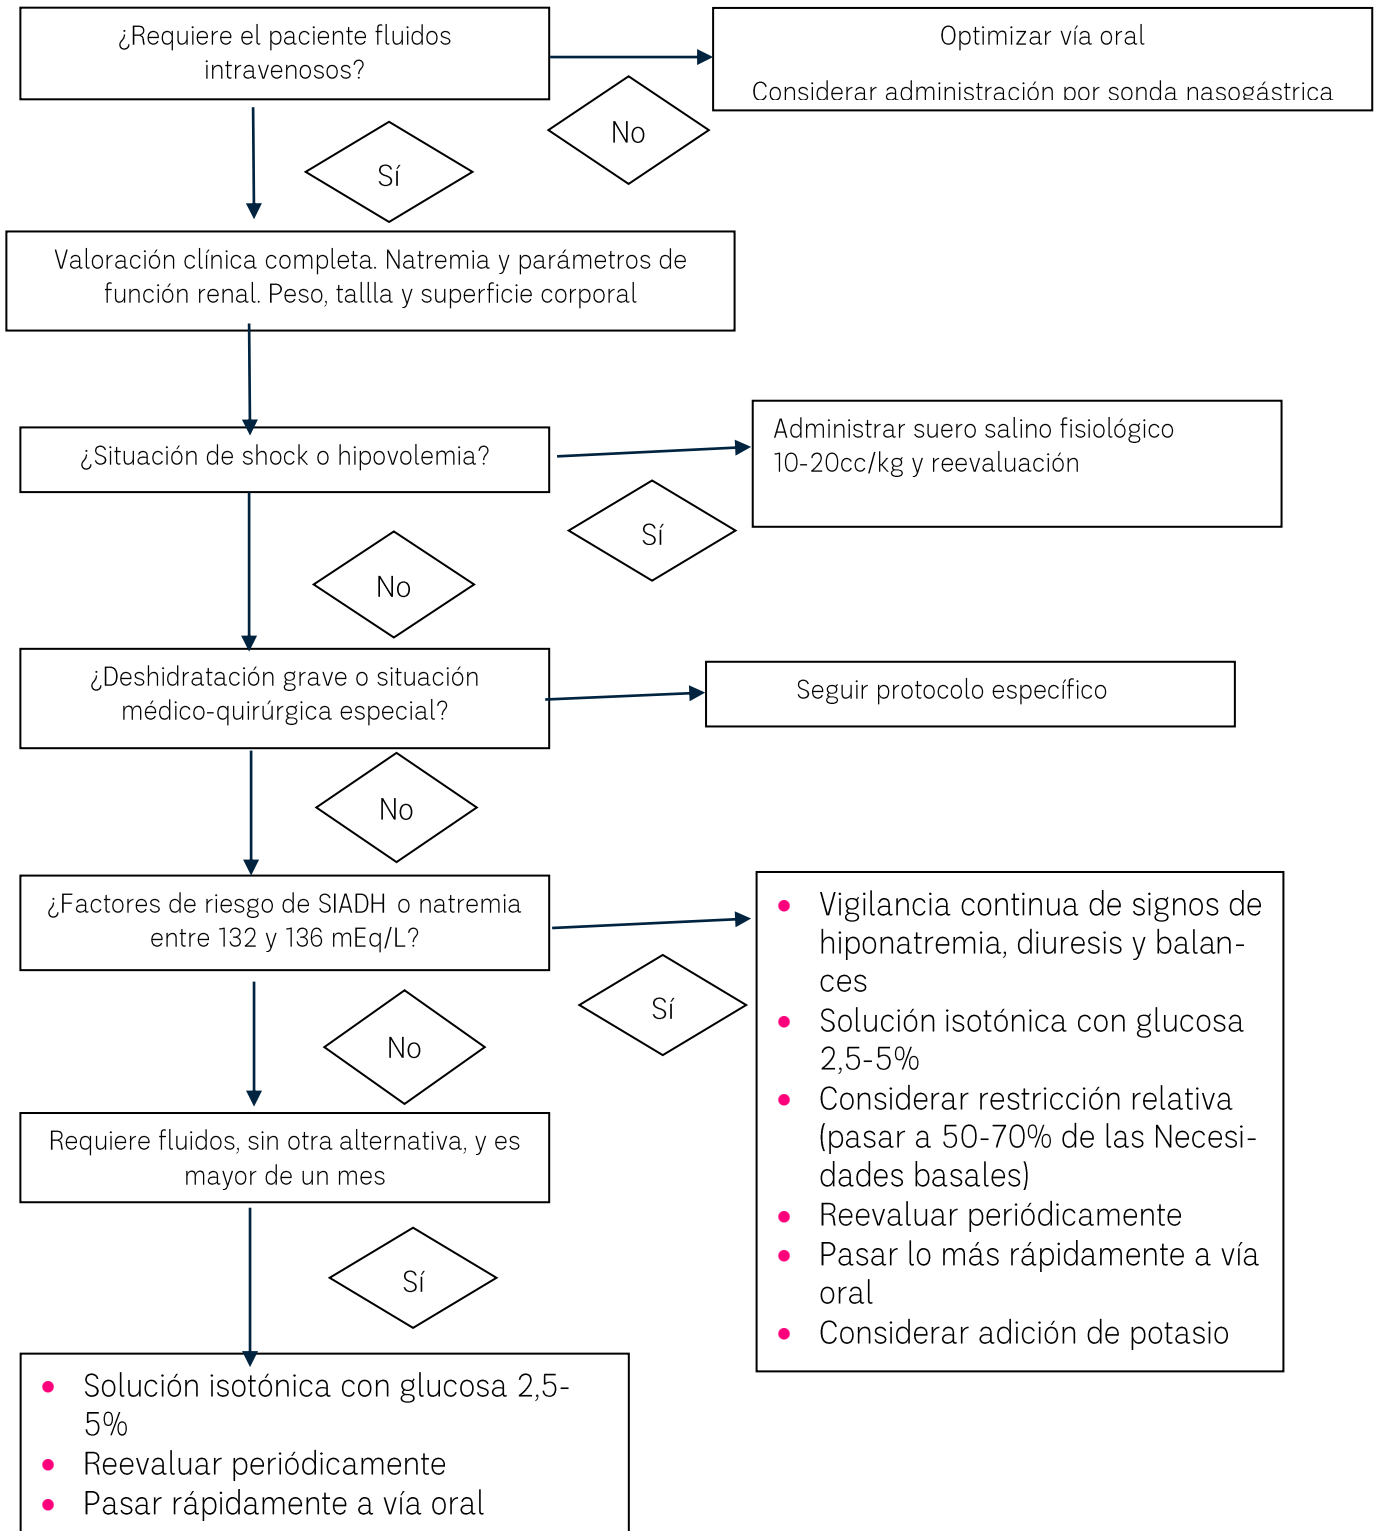 ¿Requiere el paciente fluidos
intravenosos?
Optimizar vía oral
Considerar administración por sonda nasogástrica
No
Sí
Valoración clínica completa. Natremia y parámetros de
función renal. Peso, tallla y superficie corporal
¿Situación de shock o hipovolemia?
Administrar suero salino fisiológico
10-20cc/kg y reevaluación
Sí
No
¿Deshidratación grave o situación
médico-quirúrgica especial?
Seguir protocolo específico
No
¿Factores de riesgo de SIADH o natremia
entre 132 y 136 mEq/L?
Sí
• Vigilancia continua de signos de
hiponatremia, diuresis y balan-
ces
• Solución isotónica con glucosa
2,5-5%
• Considerar restricción relativa
(pasar a 50-70% de las Necesi-
dades basales)
• Reevaluar periódicamente
• Pasar lo más rápidamente a vía
oral
• Considerar adición de potasio
No
Requiere fluidos, sin otra alternativa, y es
mayor de un mes
Sí
• Solución isotónica con glucosa 2,5-
5%
• Reevaluar periódicamente
• Pasar rápidamente a vía oral